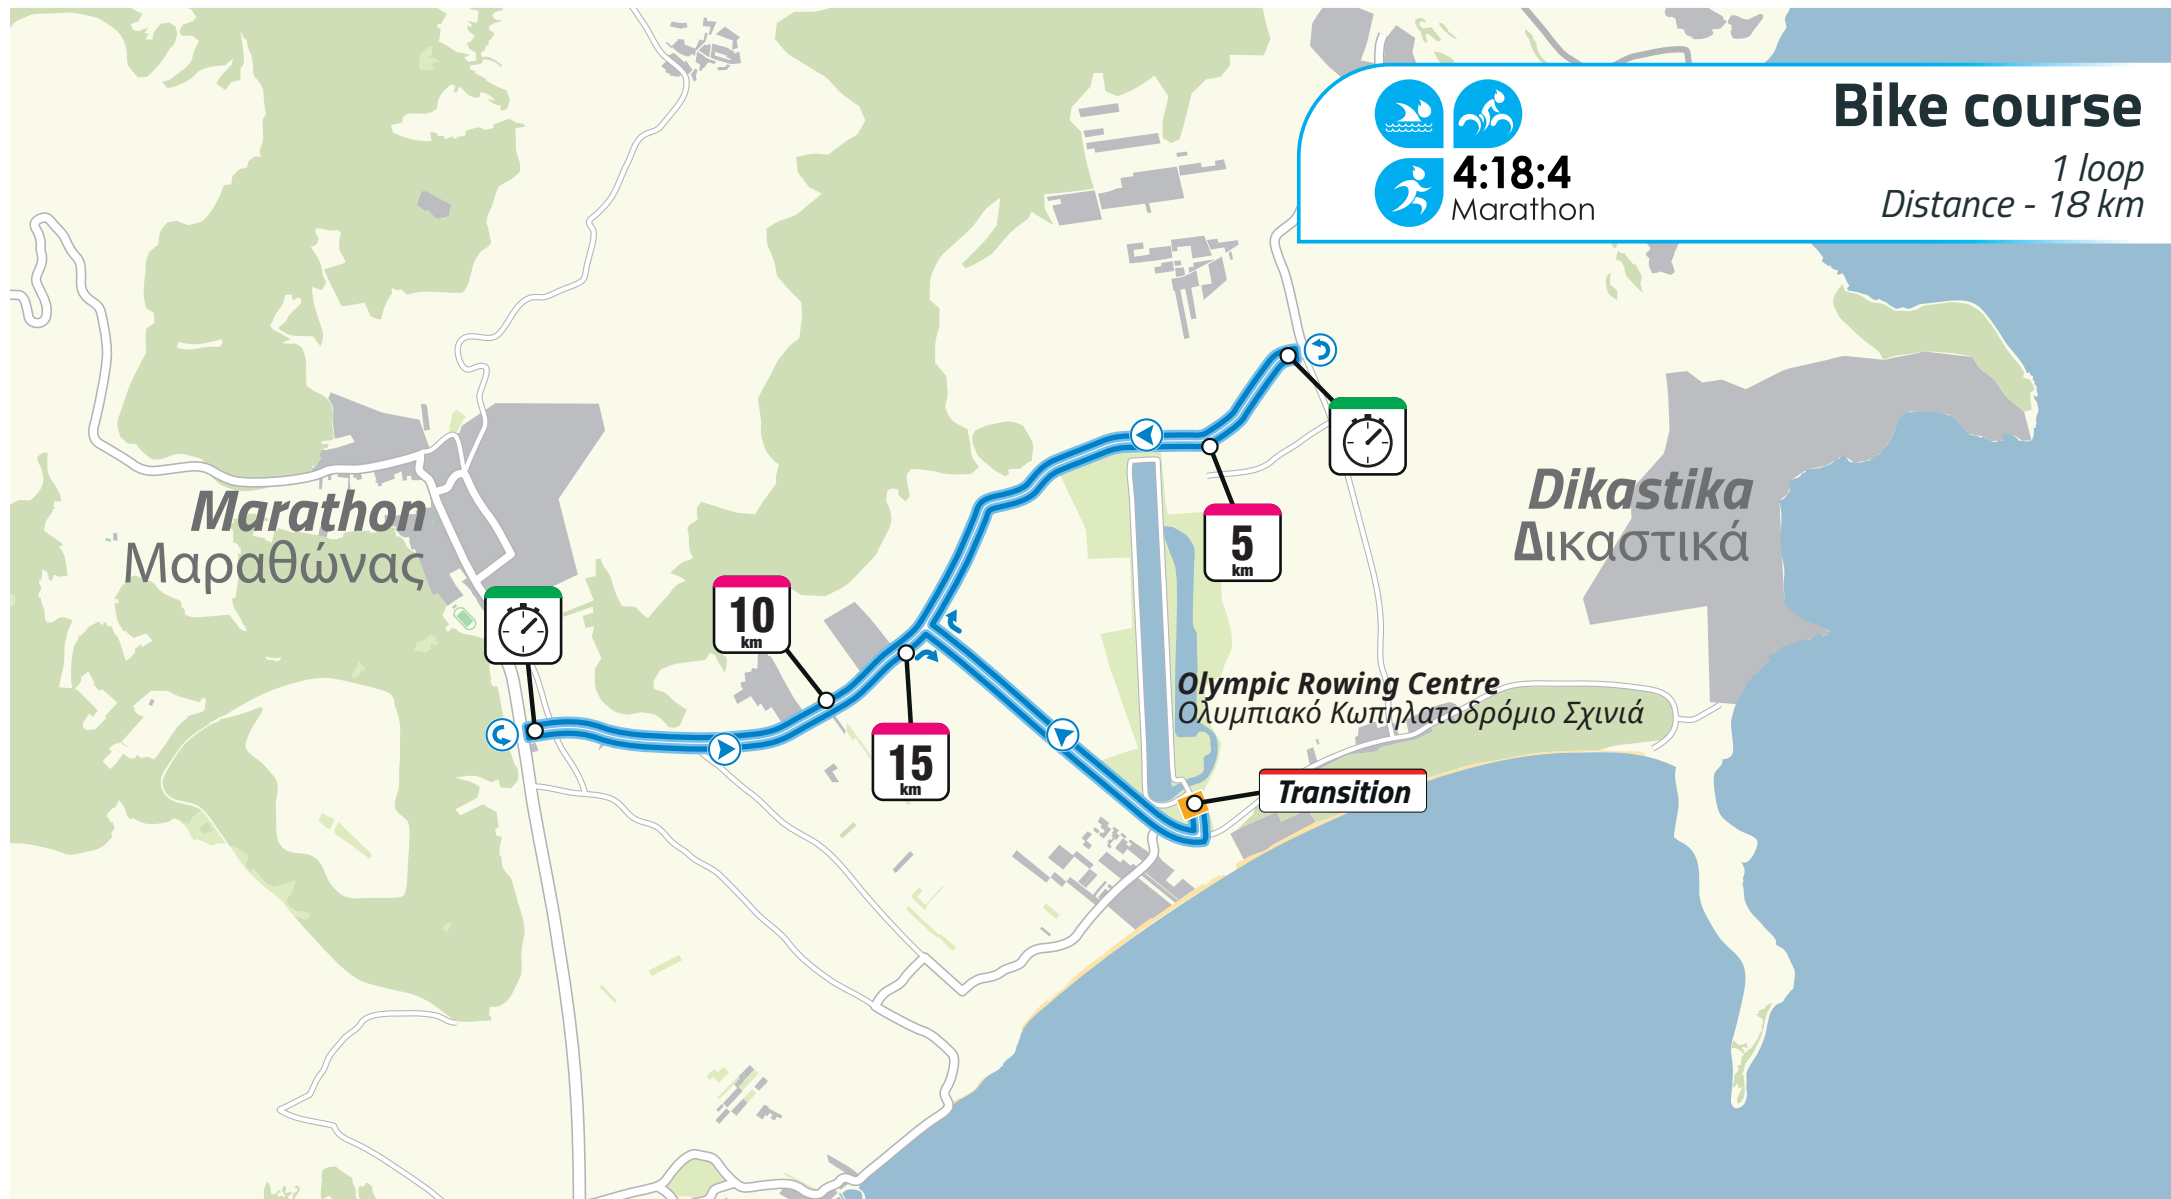 Bike course
1 loop
Distance - 18 km
4:18:4
Marathon
Marathon
Μαραθώνας
Dikastika
Δικαστικά
5
km
10
km
15
km
Olympic Rowing Centre
Ολυμπιακό Κωπηλατοδρόμιο Σχινιά
Transition